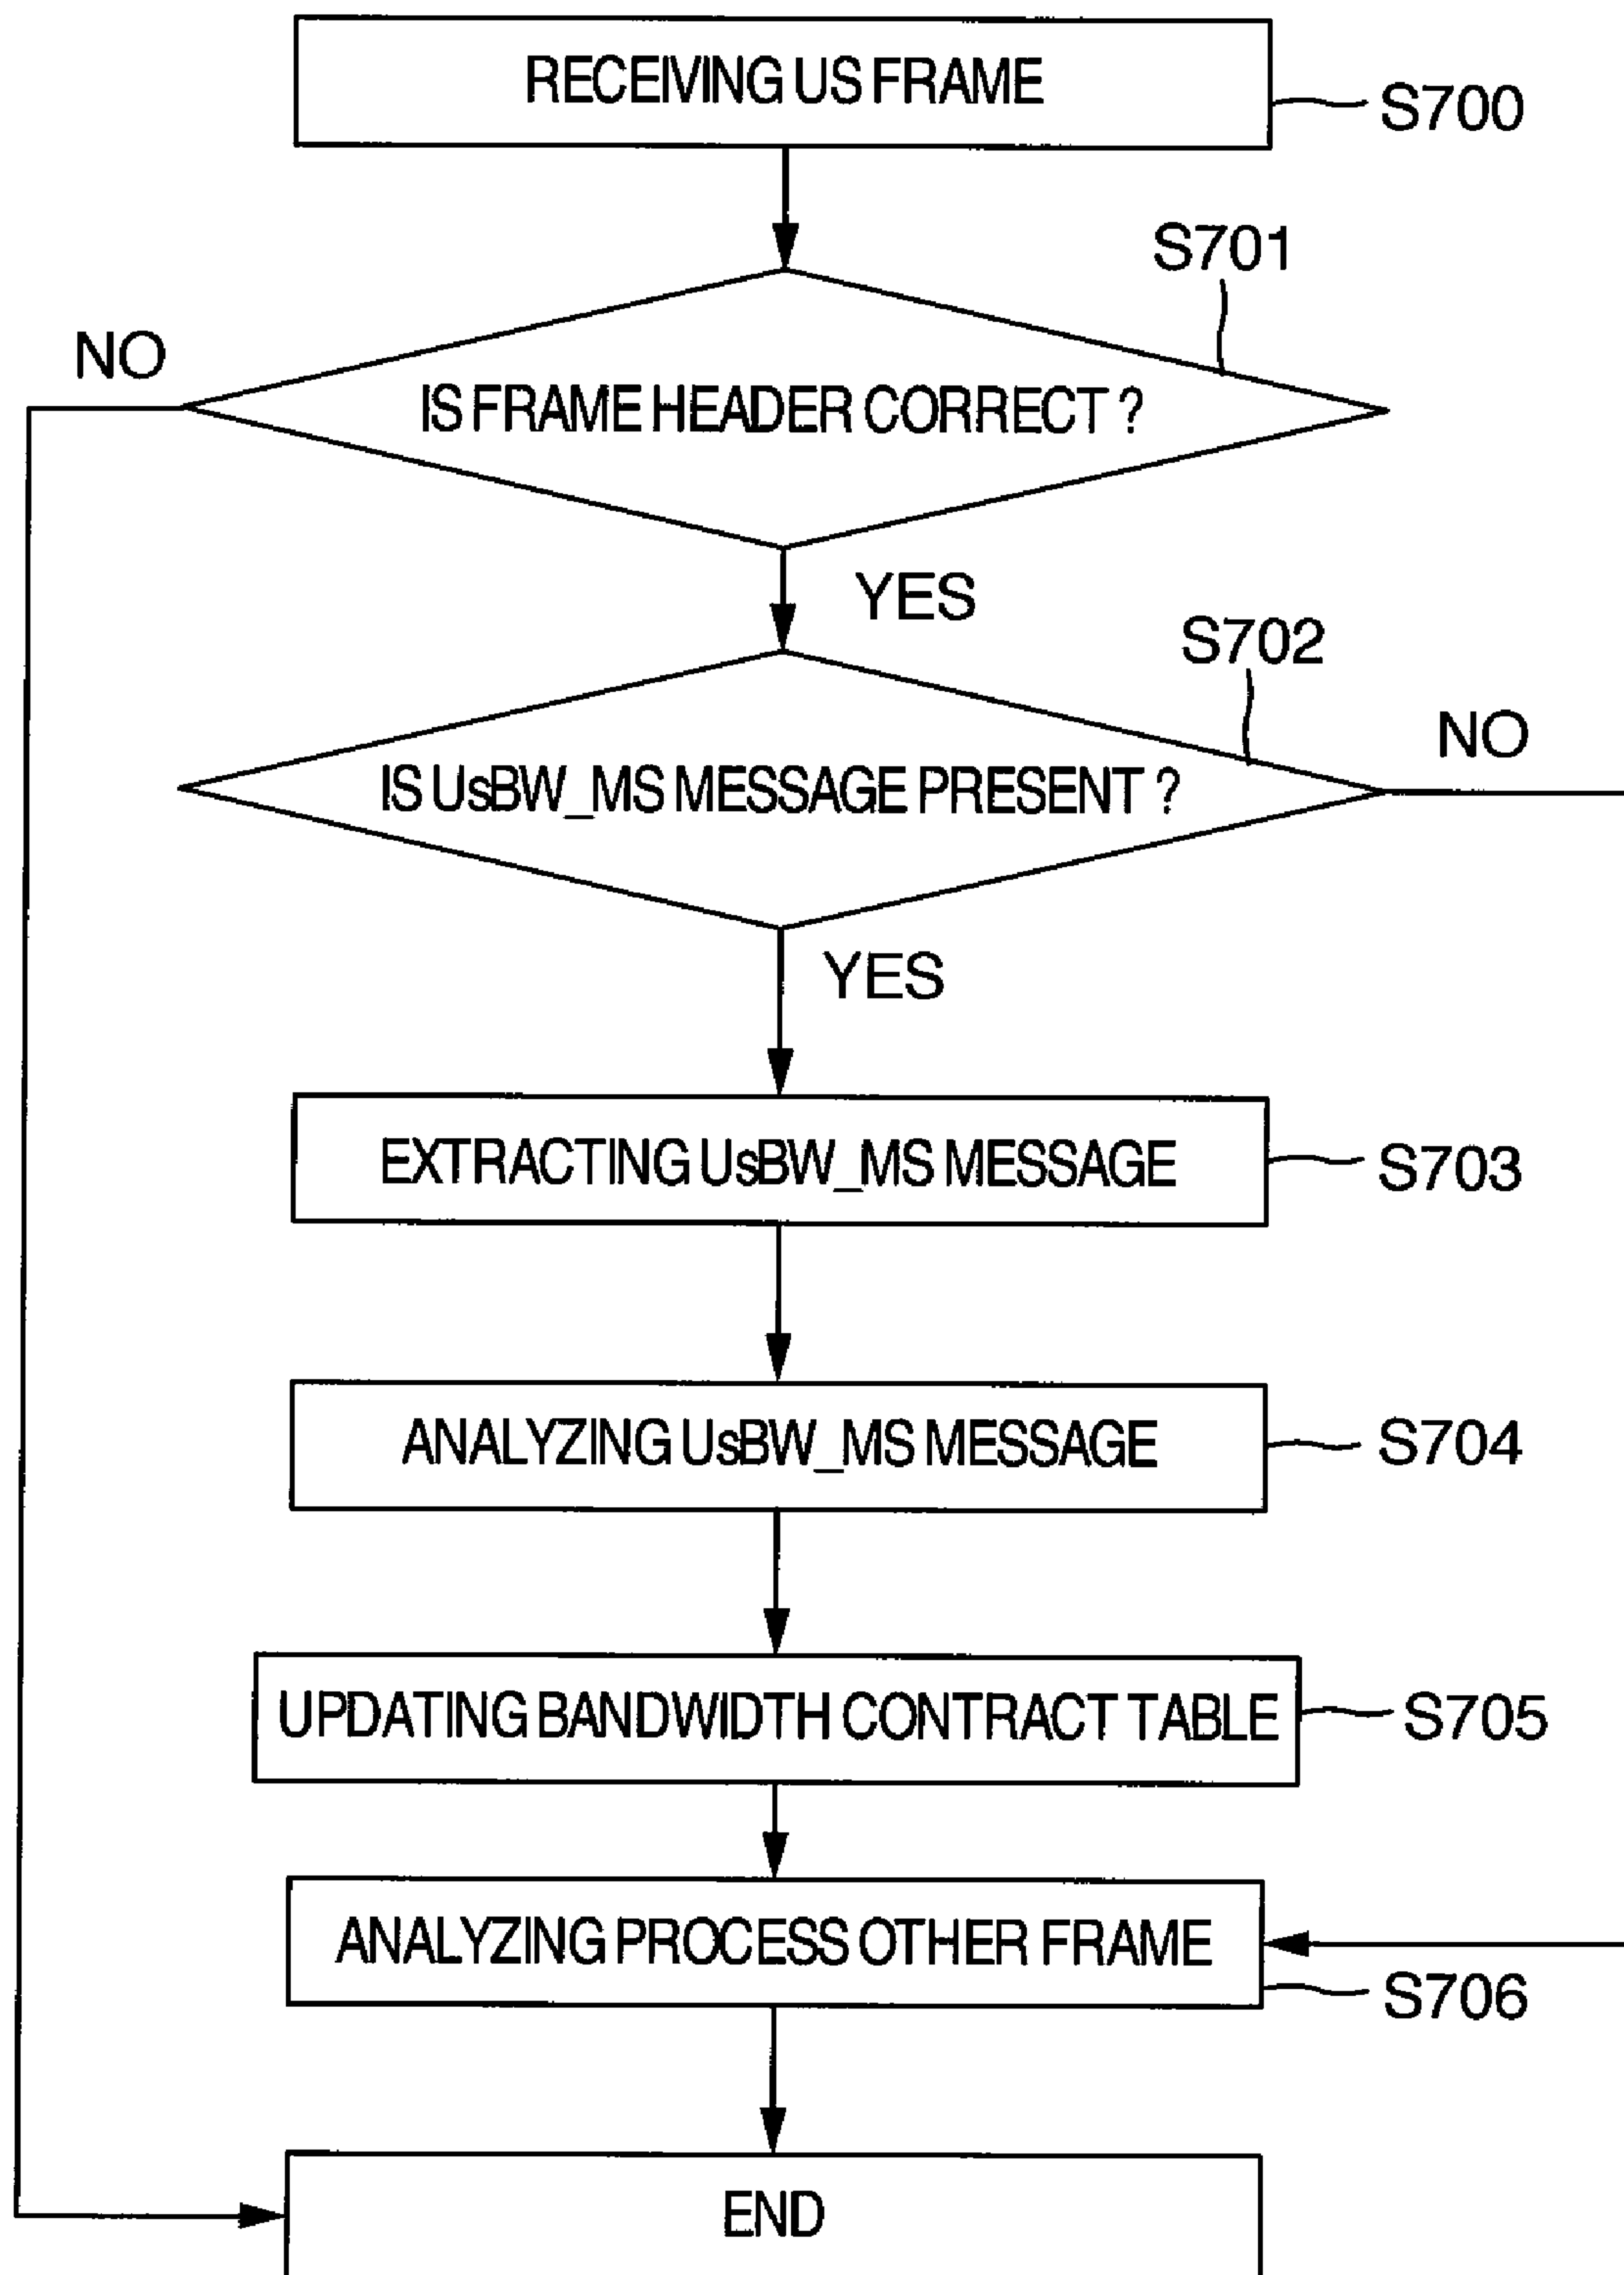 RECEIVING US FRAME
S700
S701
NO
IS FRAME HEADER CORRECT ?
YES
S702
NO
IS UsBW_MS MESSAGE PRESENT ?
YES
EXTRACTING UsBW_MS MESSAGE
S703
ANALYZING UsBW_MS MESSAGE
S704
UPDATING BANDWIDTH CONTRACT TABLE
S705
ANALYZING PROCESS OTHER FRAME
S706
END